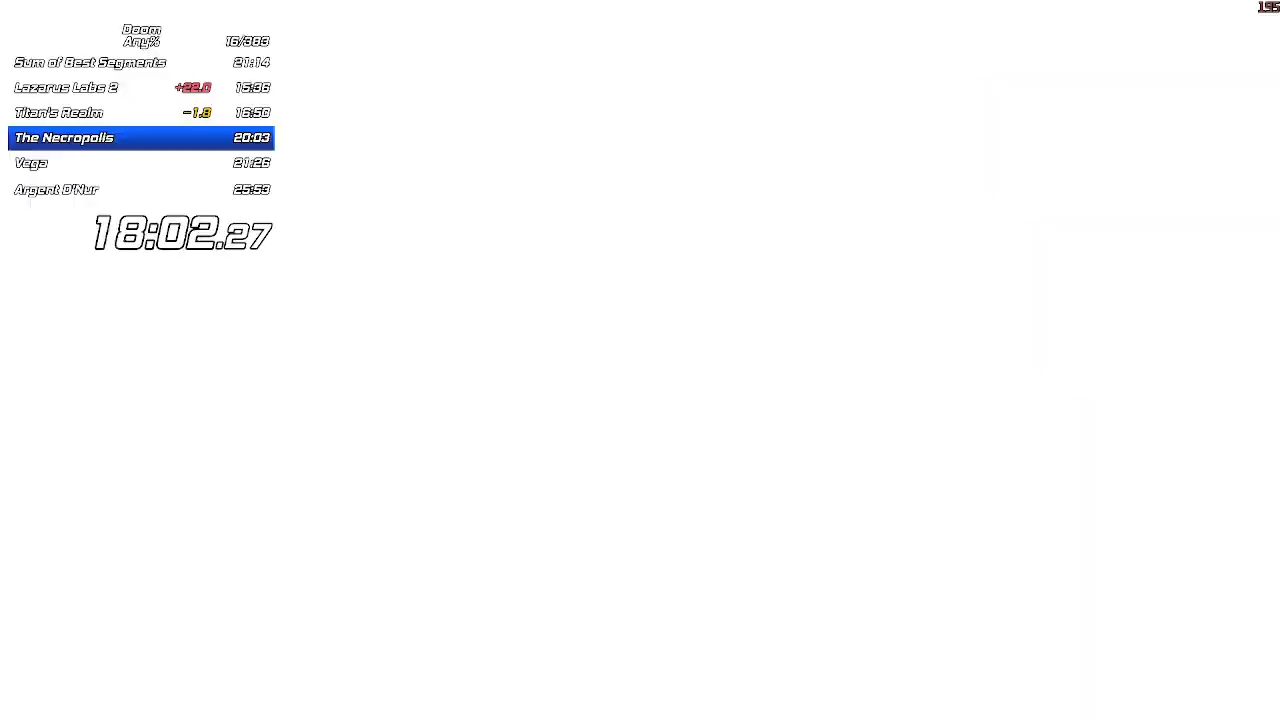 195
Doom
Any% 16/383
Sum of Best Segments 21:14
Lazarus Labs 2 +22.0 15:36
Titan's Realm -1.8 16:50
The Necropolis 20:03
Vega 21:26
Argent D'Nur 25:53
18:02.27